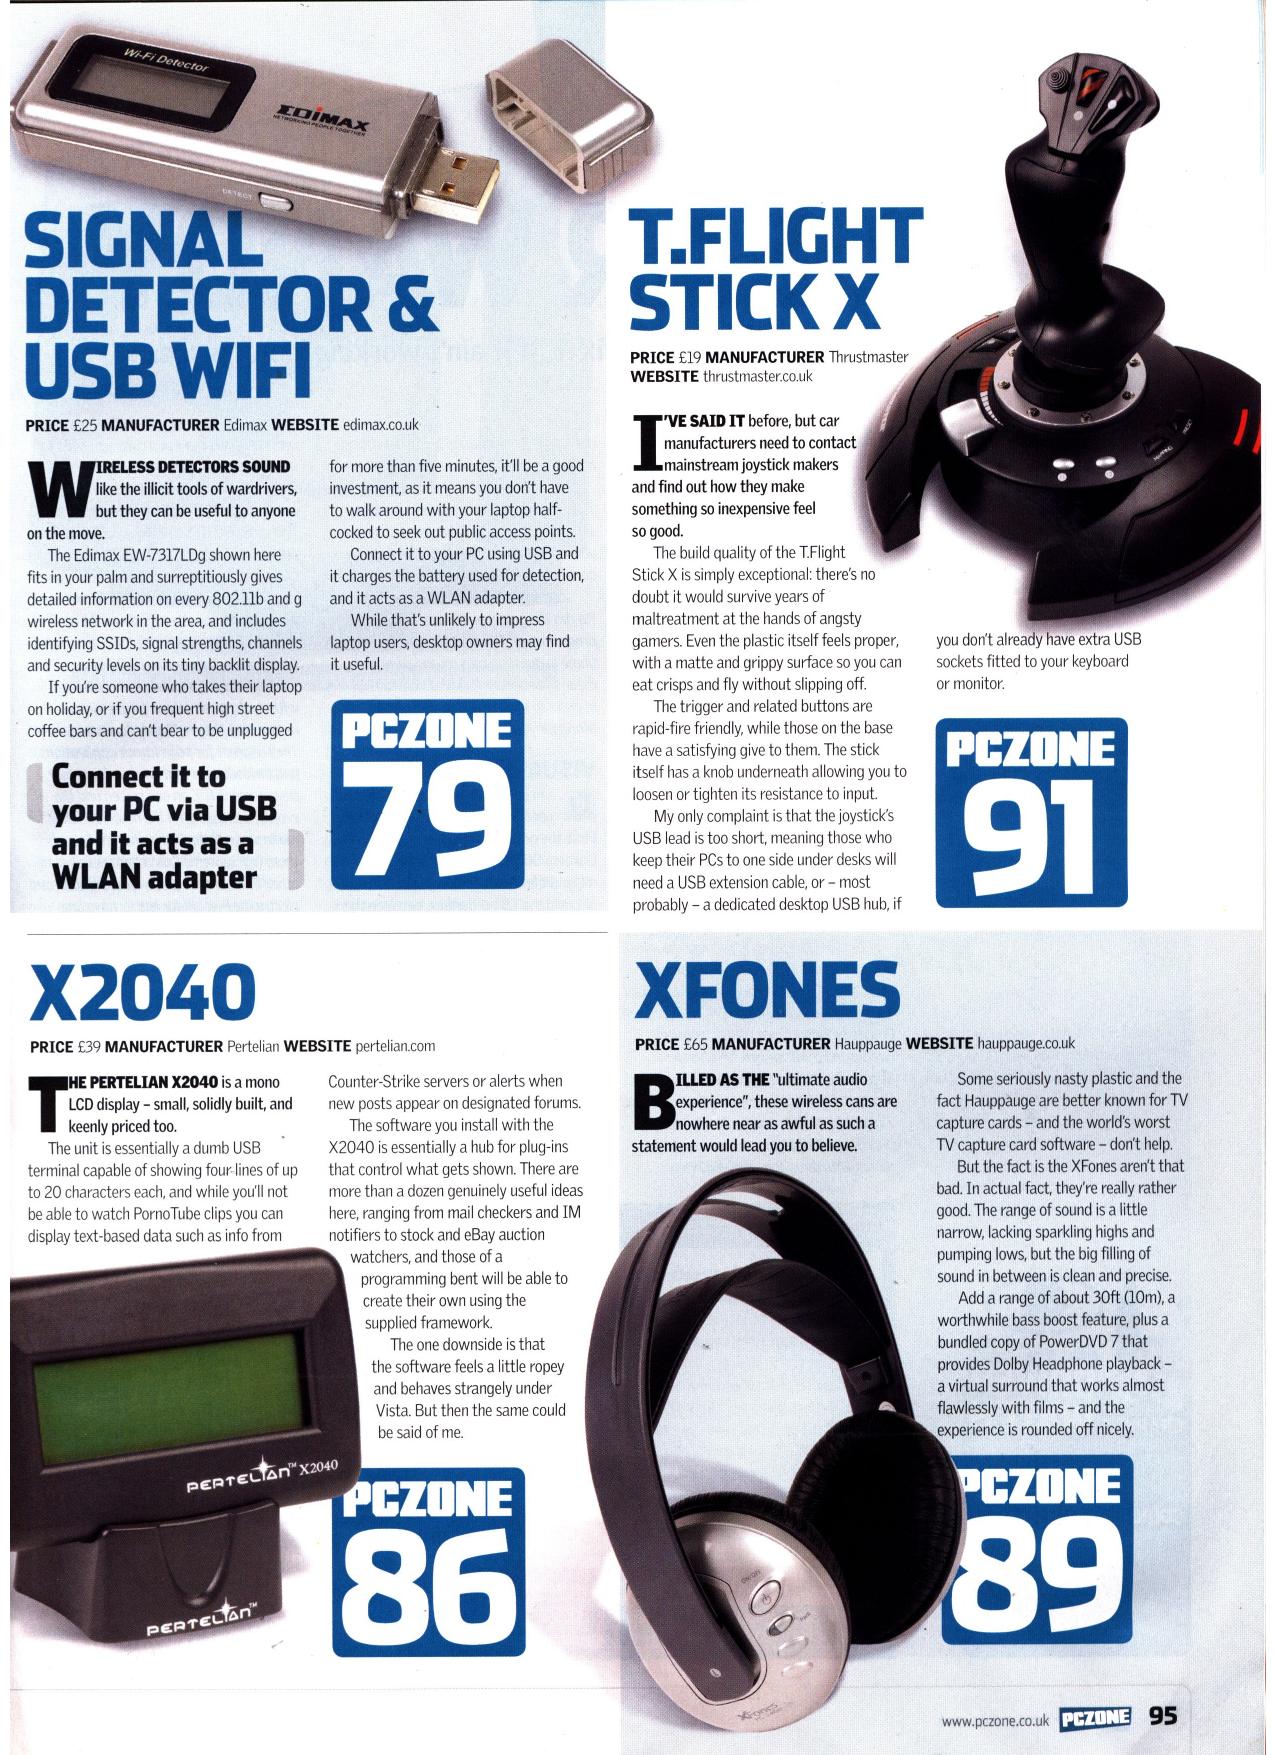 Wi-Fi Detector
EDIMAX
NETWORKING PEOPLE TOGETHER
DETECT
SIGNAL
DETECTOR &
USB WIFI
PRICE £25 MANUFACTURER Edimax WEBSITE edimax.co.uk
WIRELESS DETECTORS SOUND
like the illicit tools of wardrivers,
but they can be useful to anyone
on the move.
The Edimax EW-7317LDg shown here
fits in your palm and surreptitiously gives
detailed information on every 802.11b and g
wireless network in the area, and includes
identifying SSIDs, signal strengths, channels
and security levels on its tiny backlit display.
If you're someone who takes their laptop
on holiday, or if you frequent high street
coffee bars and can't bear to be unplugged
for more than five minutes, it'll be a good
investment, as it means you don't have
to walk around with your laptop half-
cocked to seek out public access points.
Connect it to your PC using USB and
it charges the battery used for detection,
and it acts as a WLAN adapter.
While that's unlikely to impress
laptop users, desktop owners may find
it useful.
Connect it to
your PC via USB
and it acts as a
WLAN adapter
PCZONE
79
T.FLIGHT
STICK X
PRICE £19 MANUFACTURER Thrustmaster
WEBSITE thrustmaster.co.uk
I'VE SAID IT before, but car
manufacturers need to contact
mainstream joystick makers
and find out how they make
something so inexpensive feel
so good.
The build quality of the T.Flight
Stick X is simply exceptional: there's no
doubt it would survive years of
maltreatment at the hands of angsty
gamers. Even the plastic itself feels proper,
with a matte and grippy surface so you can
eat crisps and fly without slipping off.
The trigger and related buttons are
rapid-fire friendly, while those on the base
have a satisfying give to them. The stick
itself has a knob underneath allowing you to
loosen or tighten its resistance to input.
My only complaint is that the joystick's
USB lead is too short, meaning those who
keep their PCs to one side under desks will
need a USB extension cable, or – most
probably – a dedicated desktop USB hub, if
you don't already have extra USB
sockets fitted to your keyboard
or monitor.
PCZONE
91
X2040
PRICE £39 MANUFACTURER Pertelian WEBSITE pertelian.com
THE PERTELIAN X2040 is a mono
LCD display – small, solidly built, and
keenly priced too.
The unit is essentially a dumb USB
terminal capable of showing four lines of up
to 20 characters each, and while you'll not
be able to watch PornoTube clips you can
display text-based data such as info from
Counter-Strike servers or alerts when
new posts appear on designated forums.
The software you install with the
X2040 is essentially a hub for plug-ins
that control what gets shown. There are
more than a dozen genuinely useful ideas
here, ranging from mail checkers and IM
notifiers to stock and eBay auction
watchers, and those of a
programming bent will be able to
create their own using the
supplied framework.
The one downside is that
the software feels a little ropey
and behaves strangely under
Vista. But then the same could
be said of me.
PERTELIAN™ X2040
PERTELIAN™
PCZONE
86
XFONES
PRICE £65 MANUFACTURER Hauppauge WEBSITE hauppauge.co.uk
BILLED AS THE "ultimate audio
experience", these wireless cans are
nowhere near as awful as such a
statement would lead you to believe.
Some seriously nasty plastic and the
fact Hauppauge are better known for TV
capture cards – and the world's worst
TV capture card software – don't help.
But the fact is the XFones aren't that
bad. In actual fact, they're really rather
good. The range of sound is a little
narrow, lacking sparkling highs and
pumping lows, but the big filling of
sound in between is clean and precise.
Add a range of about 30ft (10m), a
worthwhile bass boost feature, plus a
bundled copy of PowerDVD 7 that
provides Dolby Headphone playback –
a virtual surround that works almost
flawlessly with films – and the
experience is rounded off nicely.
PCZONE
89
ON/OFF
L
XFones
www.pczone.co.uk PCZONE 95